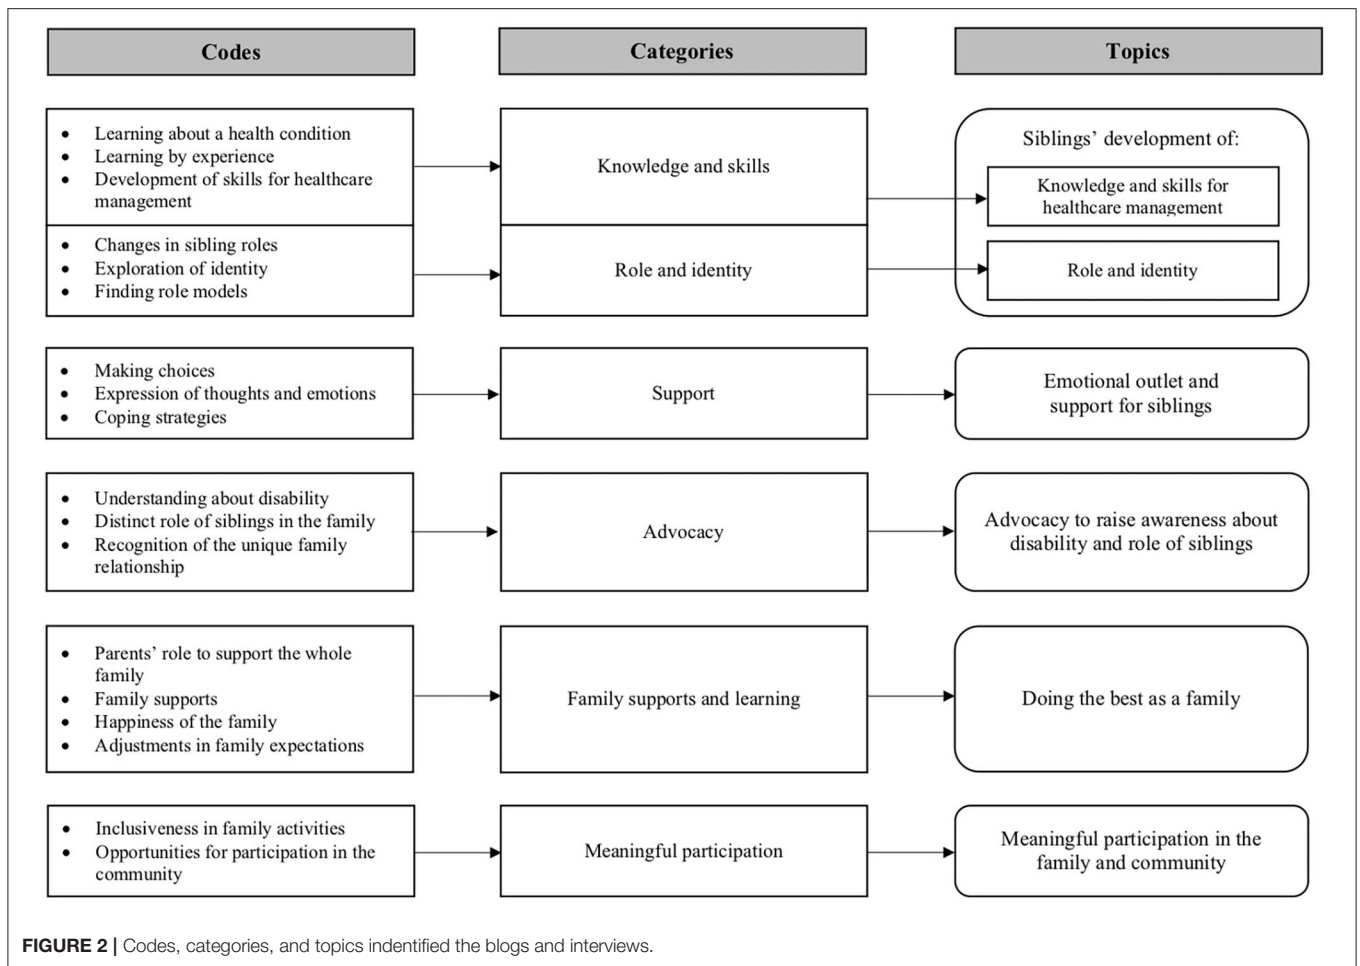 Codes
Categories
Topics
• Learning about a health condition
• Learning by experience
• Development of skills for healthcare
management
Knowledge and skills
Siblings’ development of:
Knowledge and skills for
healthcare management
• Changes in sibling roles
• Exploration of identity
• Finding role models
Role and identity
Role and identity
• Making choices
• Expression of thoughts and emotions
• Coping strategies
Support
Emotional outlet and
support for siblings
• Understanding about disability
• Distinct role of siblings in the family
• Recognition of the unique family
relationship
Advocacy
Advocacy to raise awareness about
disability and role of siblings
• Parents’ role to support the whole
family
• Family supports
• Happiness of the family
• Adjustments in family expectations
Family supports and learning
Doing the best as a family
• Inclusiveness in family activities
• Opportunities for participation in the
community
Meaningful participation
Meaningful participation in the
family and community
FIGURE 2 | Codes, categories, and topics indentified the blogs and interviews.